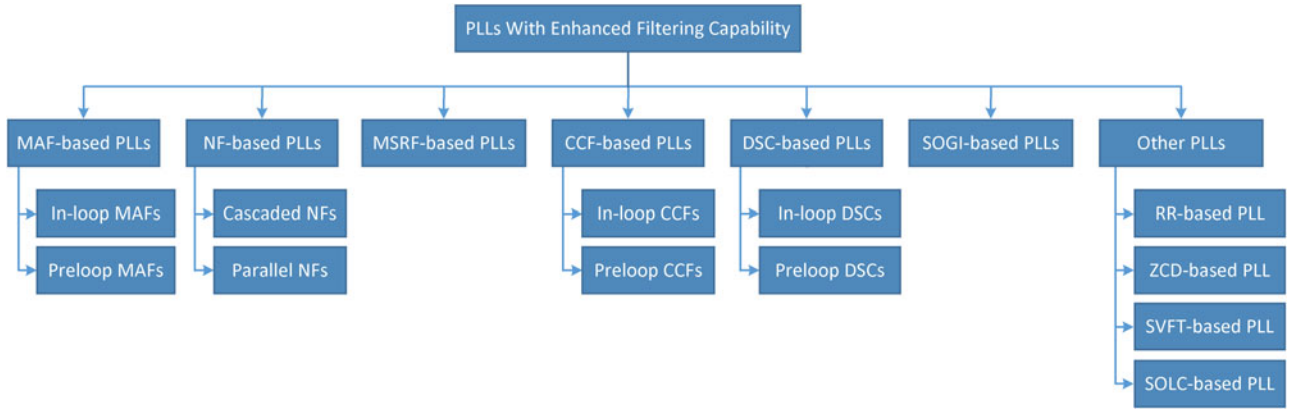 PLLs With Enhanced Filtering Capability
MAF-based PLLs
NF-based PLLs
MSRF-based PLLs
CCF-based PLLs
DSC-based PLLs
SOGI-based PLLs
Other PLLs
In-loop MAFs
Cascaded NFs
In-loop CCFs
In-loop DSCs
RR-based PLL
Preloop MAFs
Parallel NFs
Preloop CCFs
Preloop DSCs
ZCD-based PLL
SVFT-based PLL
SOLC-based PLL